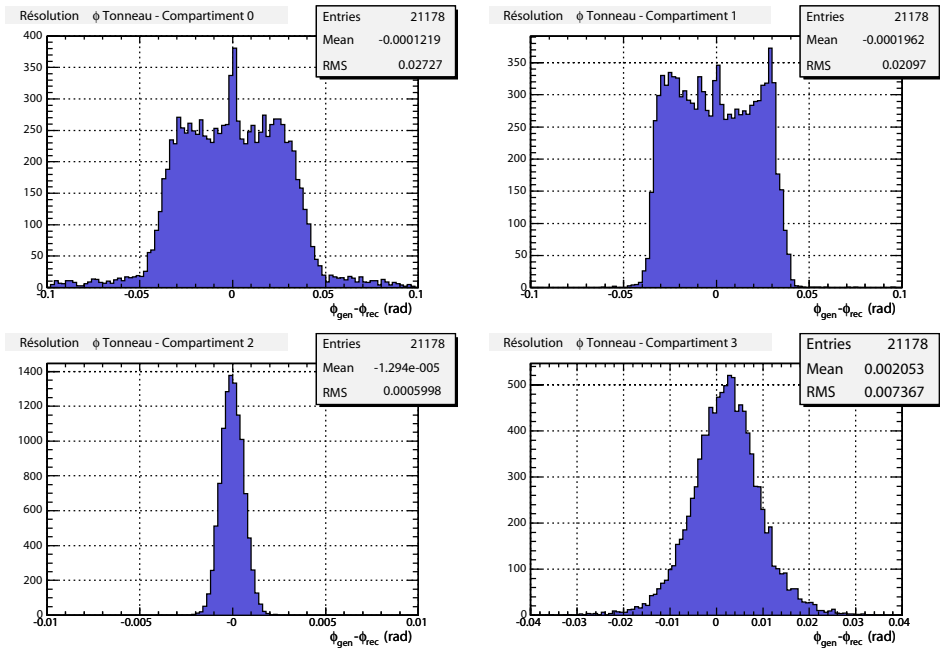 Résolution ϕ Tonneau - Compartiment 0
Entries 21178
Mean -0.0001219
RMS 0.02727
400
350
300
250
200
150
100
50
0
-0.1 -0.05 0 0.05 0.1
ϕgen-ϕrec (rad)
Résolution ϕ Tonneau - Compartiment 1
Entries 21178
Mean -0.0001962
RMS 0.02097
350
300
250
200
150
100
50
0
-0.1 -0.05 0 0.05 0.1
ϕgen-ϕrec (rad)
Résolution ϕ Tonneau - Compartiment 2
Entries 21178
Mean -1.294e-005
RMS 0.0005998
1400
1200
1000
800
600
400
200
0
-0.01 -0.005 -0 0.005 0.01
ϕgen-ϕrec (rad)
Résolution ϕ Tonneau - Compartiment 3
Entries 21178
Mean 0.002053
RMS 0.007367
500
400
300
200
100
0
-0.04 -0.03 -0.02 -0.01 0 0.01 0.02 0.03 0.04
ϕgen-ϕrec (rad)